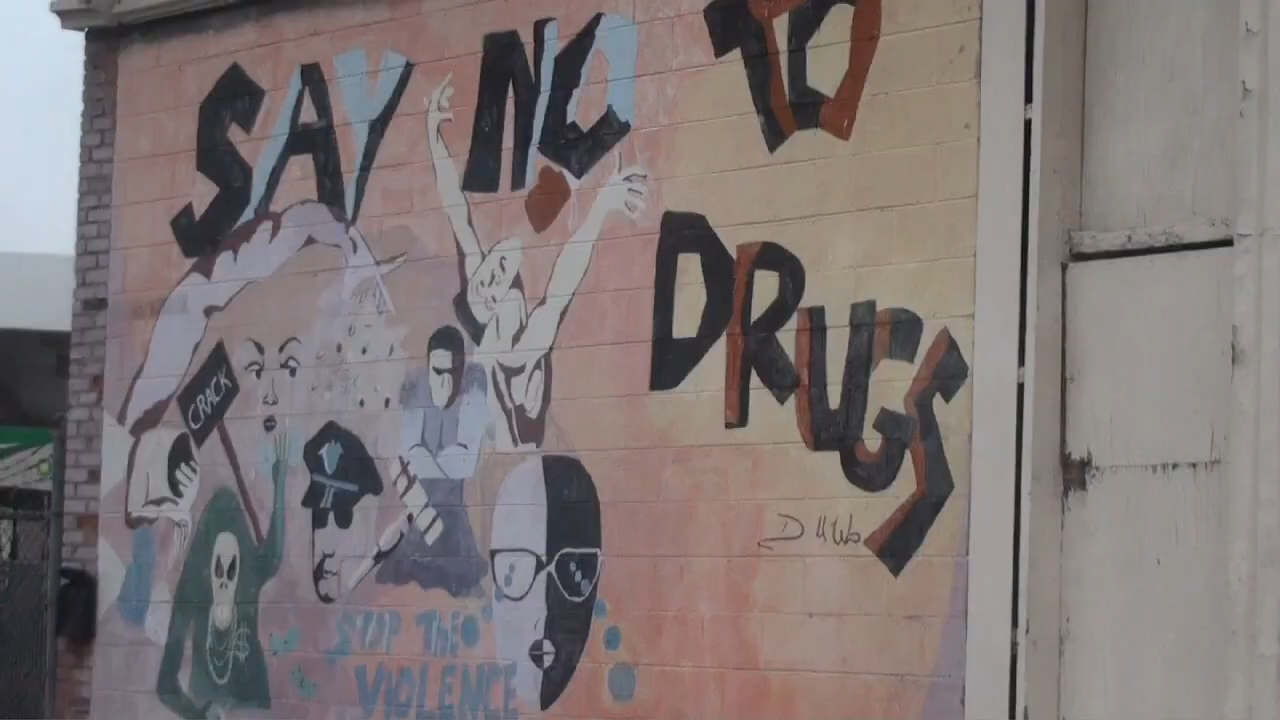 SAY NO TO
DRUGS
CRACK
$
STOP THE
VIOLENCE